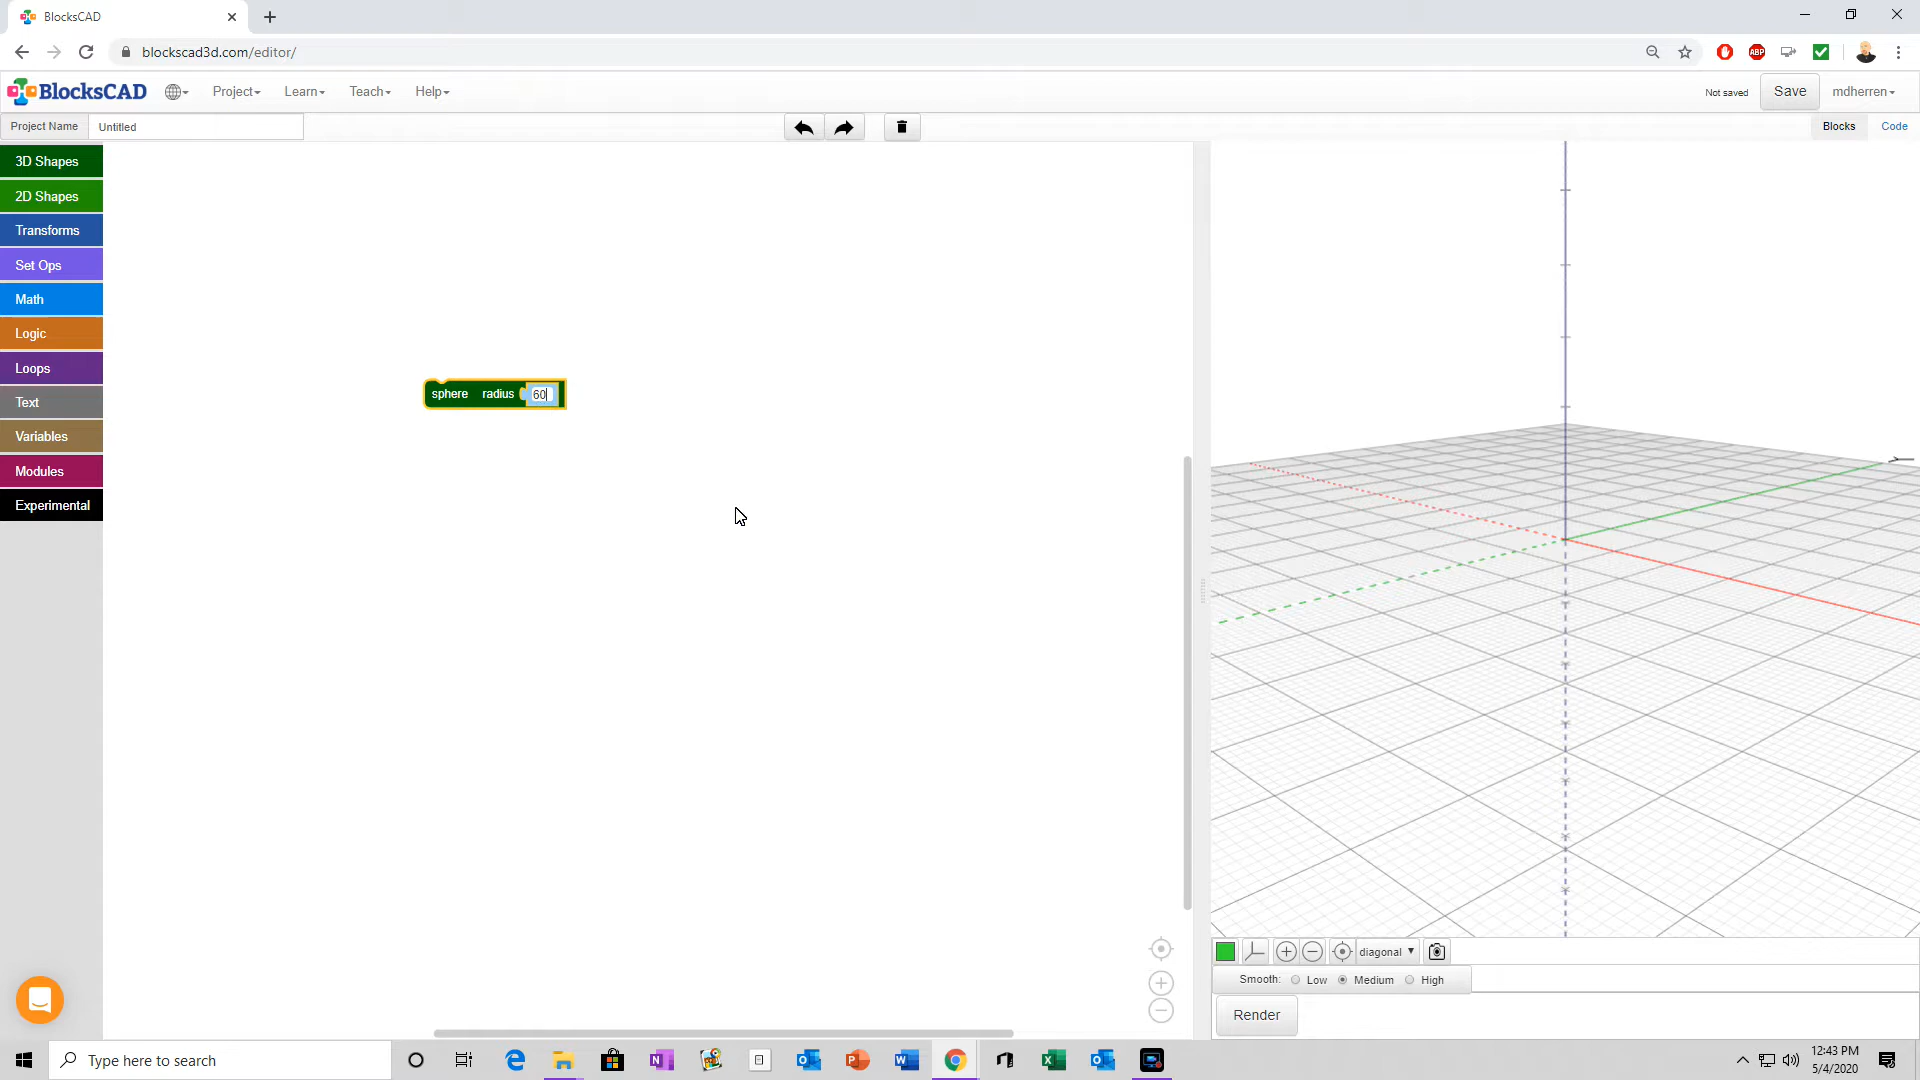 BlocksCAD
blockscad3d.com/editor/
ABP
BlocksCAD Project Learn Teach Help Not saved Save mdherren
Project Name Untitled Blocks Code
3D Shapes
2D Shapes
Transforms
Set Ops
Math
Logic
Loops
Text
Variables
Modules
Experimental
sphere radius 60
diagonal
Smooth: Low Medium High
Render
Type here to search
12:43 PM
5/4/2020